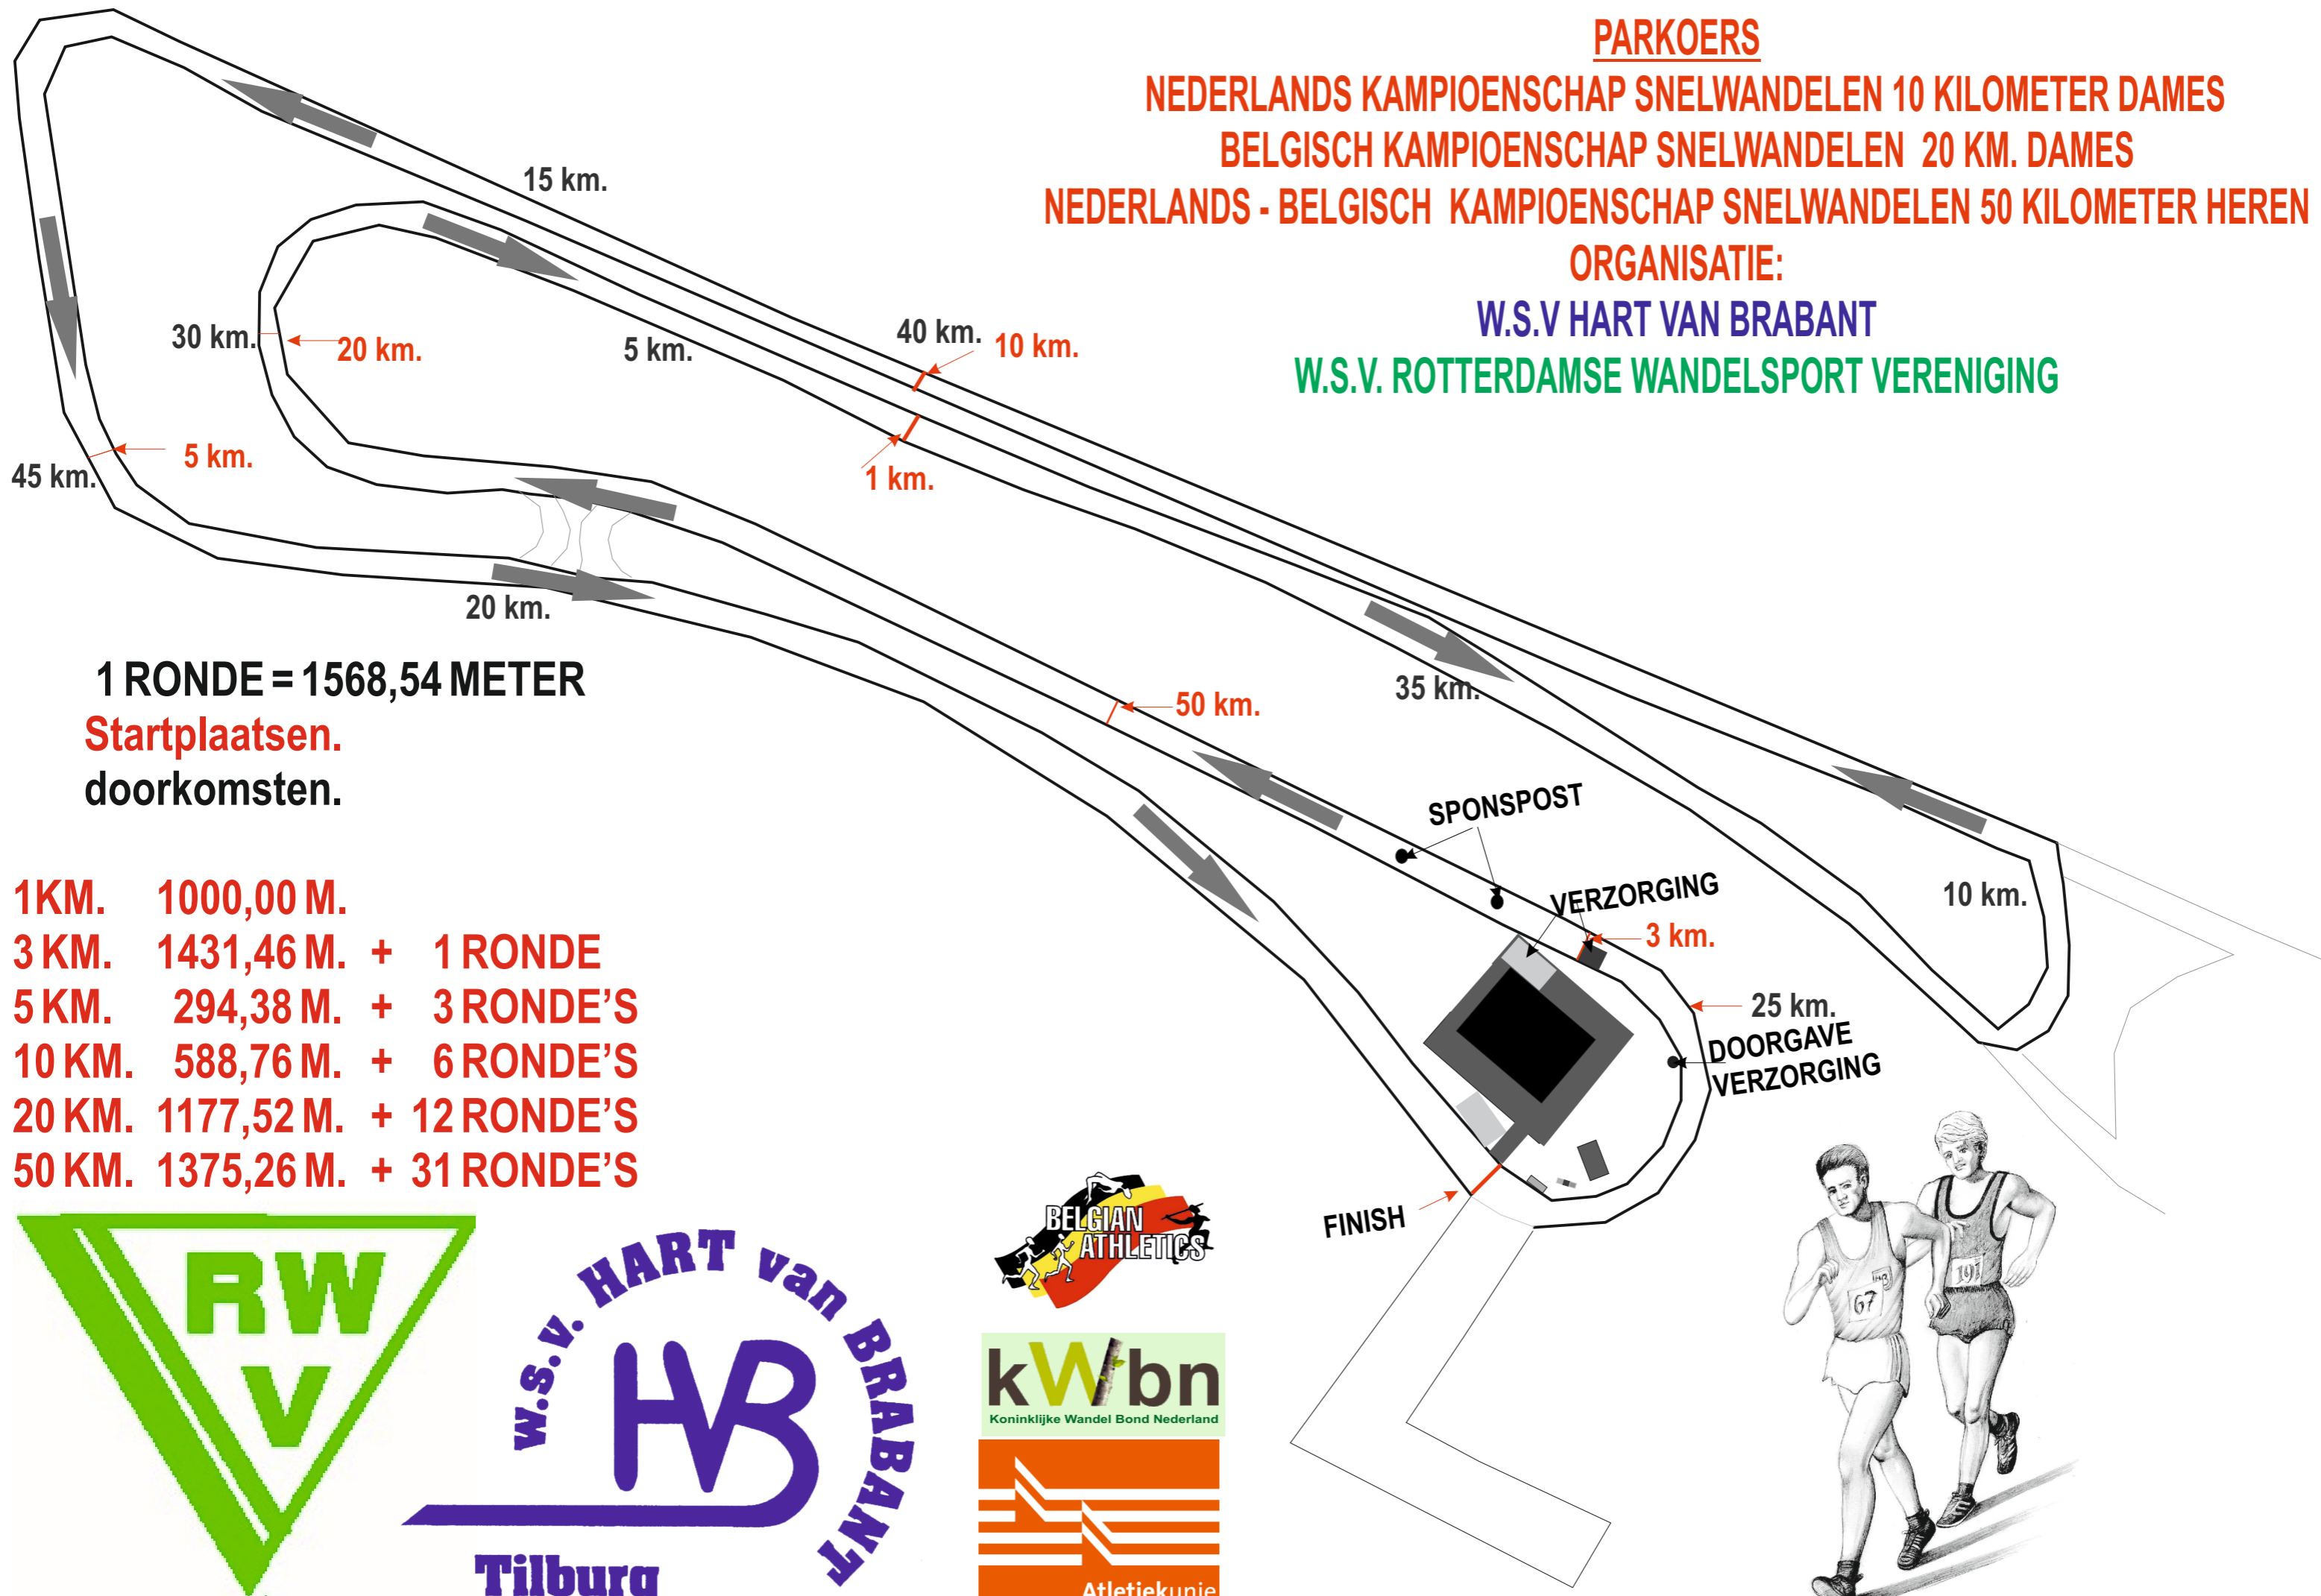 PARKOERS
NEDERLANDS KAMPIOENSCHAP SNELWANDELEN 10 KILOMETER DAMES
BELGISCH KAMPIOENSCHAP SNELWANDELEN 20 KM. DAMES
NEDERLANDS - BELGISCH KAMPIOENSCHAP SNELWANDELEN 50 KILOMETER HEREN
ORGANISATIE:
W.S.V HART VAN BRABANT
W.S.V. ROTTERDAMSE WANDELSPORT VERENIGING
15 km.
30 km.
20 km.
5 km.
40 km.
10 km.
45 km.
5 km.
1 km.
20 km.
35 km.
50 km.
SPONSPOST
VERZORGING
3 km.
10 km.
25 km.
DOORGAVE
VERZORGING
FINISH
1 RONDE = 1568,54 METER
Startplaatsen.
doorkomsten.
1KM. 1000,00 M.
3 KM. 1431,46 M. + 1 RONDE
5 KM. 294,38 M. + 3 RONDE'S
10 KM. 588,76 M. + 6 RONDE'S
20 KM. 1177,52 M. + 12 RONDE'S
50 KM. 1375,26 M. + 31 RONDE'S
RW
V
w.s.v. HART van BRABANT
HVB
Tilburg
BELGIAN
ATHLETICS
kWbn
Koninklijke Wandel Bond Nederland
Atletiekunie
67
191